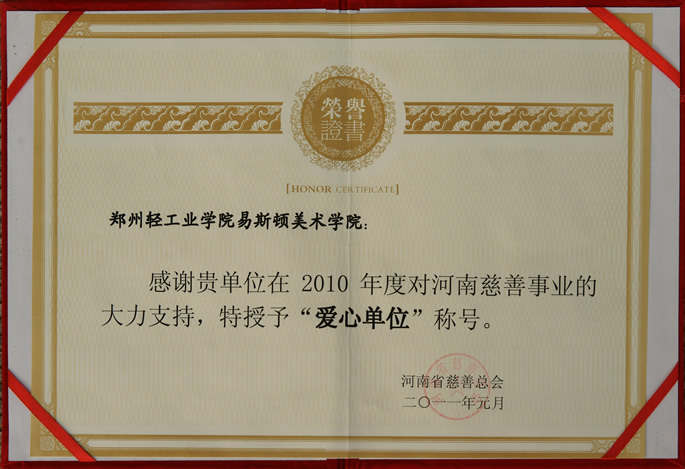 榮譽
證書
[HONOR CERTIFICATE]
郑州轻工业学院易斯顿美术学院：
感谢贵单位在 2010 年度对河南慈善事业的
大力支持，特授予“爱心单位”称号。
河南省慈善总会
二〇一一年元月